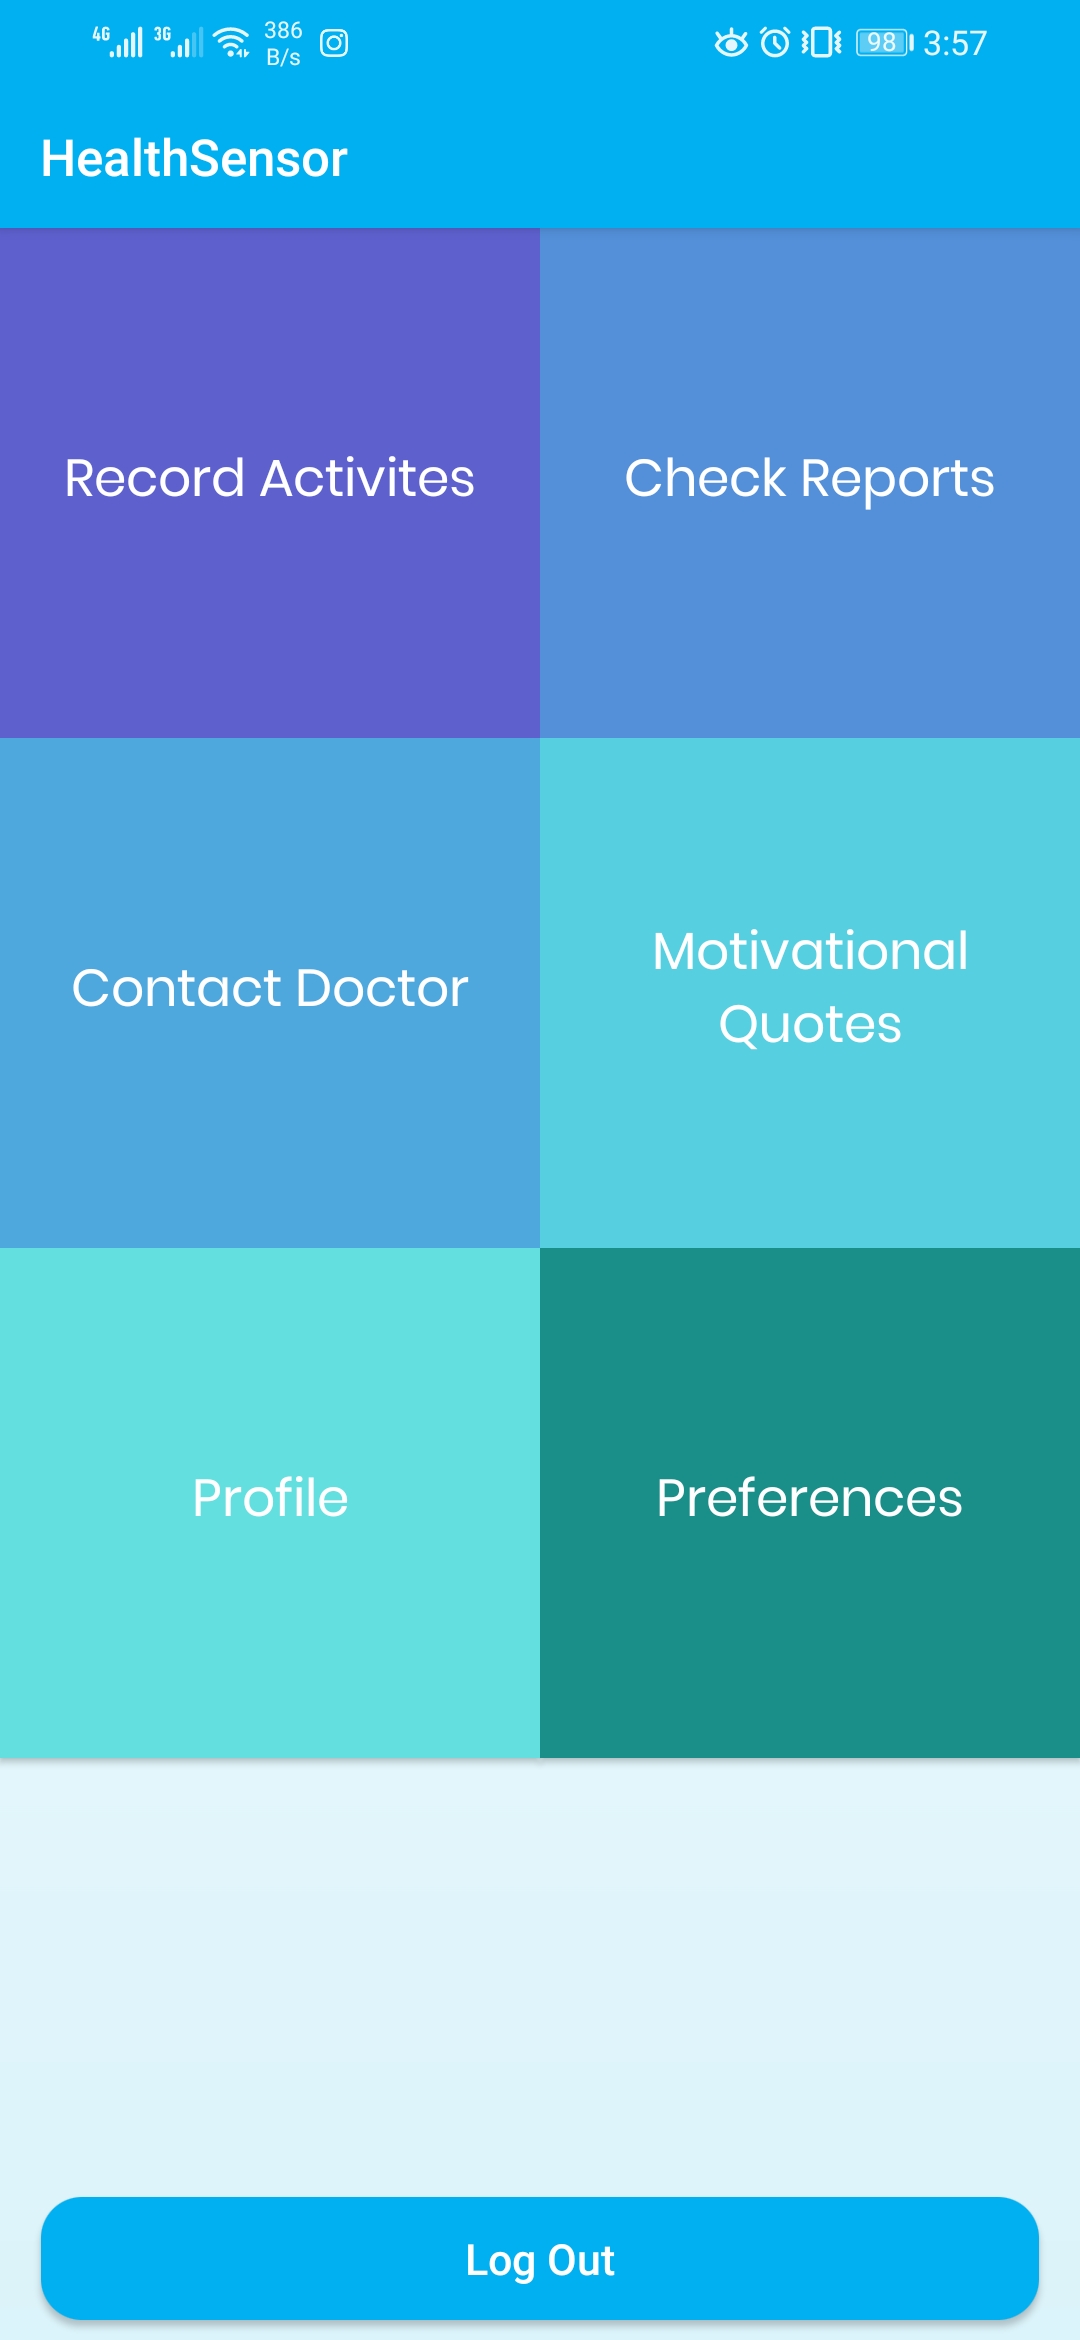 4G 3G 386 B/s 98 3:57
HealthSensor
Record Activites
Check Reports
Contact Doctor
Motivational
Quotes
Profile
Preferences
Log Out